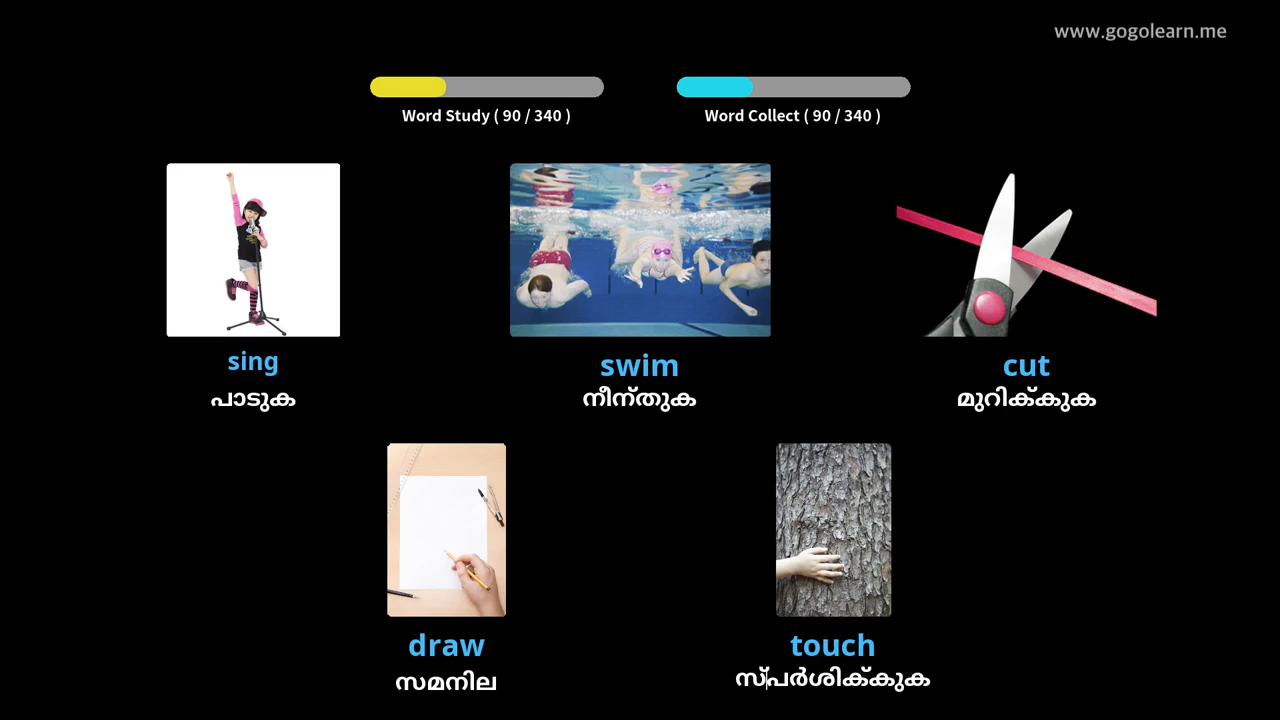 www.gogolearn.me
Word Study ( 90 / 340 )
Word Collect ( 90 / 340 )
sing
പാടുക
swim
നീന്തുക
cut
മുറിക്കുക
draw
സമനില
touch
സ്പർശിക്കുക